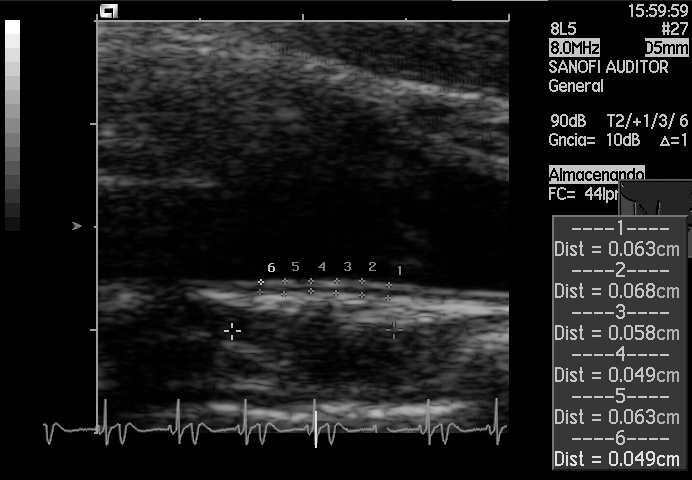 15:59:59
8L5 #27
8.0MHz D5mm
SANOFI AUDITOR
General
90dB T2/+1/3/ 6
Gncia= 10dB Δ=1
Almacenando
FC= 44lpr
6 5 4 3 2 1
----1----
Dist = 0.063cm
----2----
Dist = 0.068cm
----3----
Dist = 0.058cm
----4----
Dist = 0.049cm
----5----
Dist = 0.063cm
----6----
Dist = 0.049cm